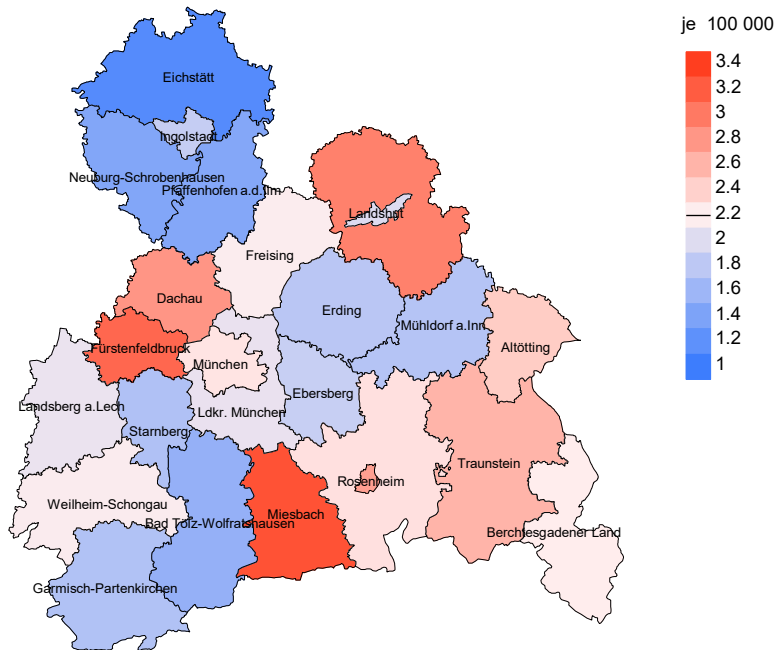 je 100 000
3.4
3.2
3
2.8
2.6
2.4
2.2
2
1.8
1.6
1.4
1.2
1
Eichstätt
Ingolstadt
Neuburg-Schrobenhausen
Pfaffenhofen a.d.Ilm
Landshut
Freising
Dachau
Erding
Mühldorf a.Inn
Altötting
Fürstenfeldbruck
München
Ebersberg
Landsberg a.Lech
Ldkr. München
Starnberg
Traunstein
Rosenheim
Weilheim-Schongau
Miesbach
Bad Tölz-Wolfratshausen
Berchtesgadener Land
Garmisch-Partenkirchen